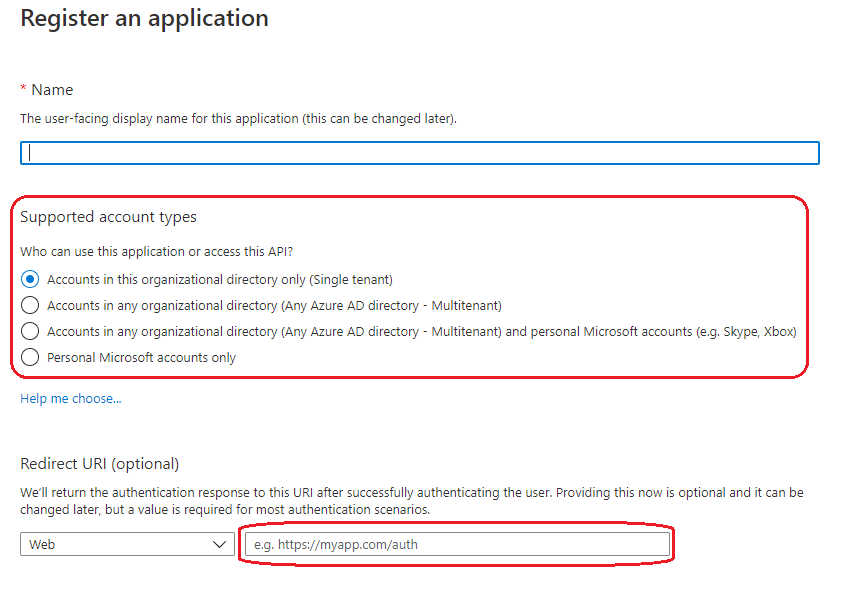 Register an application
* Name
The user-facing display name for this application (this can be changed later).
Supported account types
Who can use this application or access this API?
Accounts in this organizational directory only (Single tenant)
Accounts in any organizational directory (Any Azure AD directory - Multitenant)
Accounts in any organizational directory (Any Azure AD directory - Multitenant) and personal Microsoft accounts (e.g. Skype, Xbox)
Personal Microsoft accounts only
Help me choose...
Redirect URI (optional)
We'll return the authentication response to this URI after successfully authenticating the user. Providing this now is optional and it can be
changed later, but a value is required for most authentication scenarios.
Web
e.g. https://myapp.com/auth